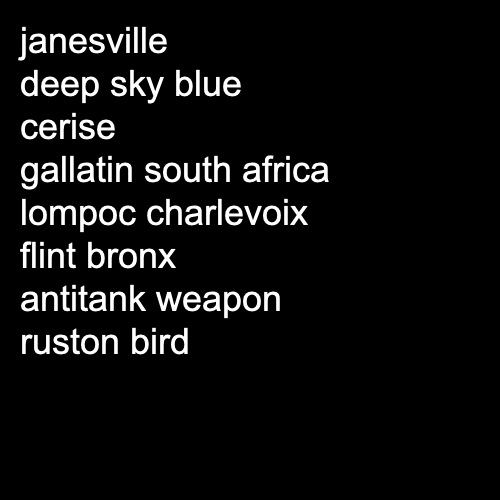 janesville
deep sky blue
cerise
gallatin south africa
lompoc charlevoix
flint bronx
antitank weapon
ruston bird